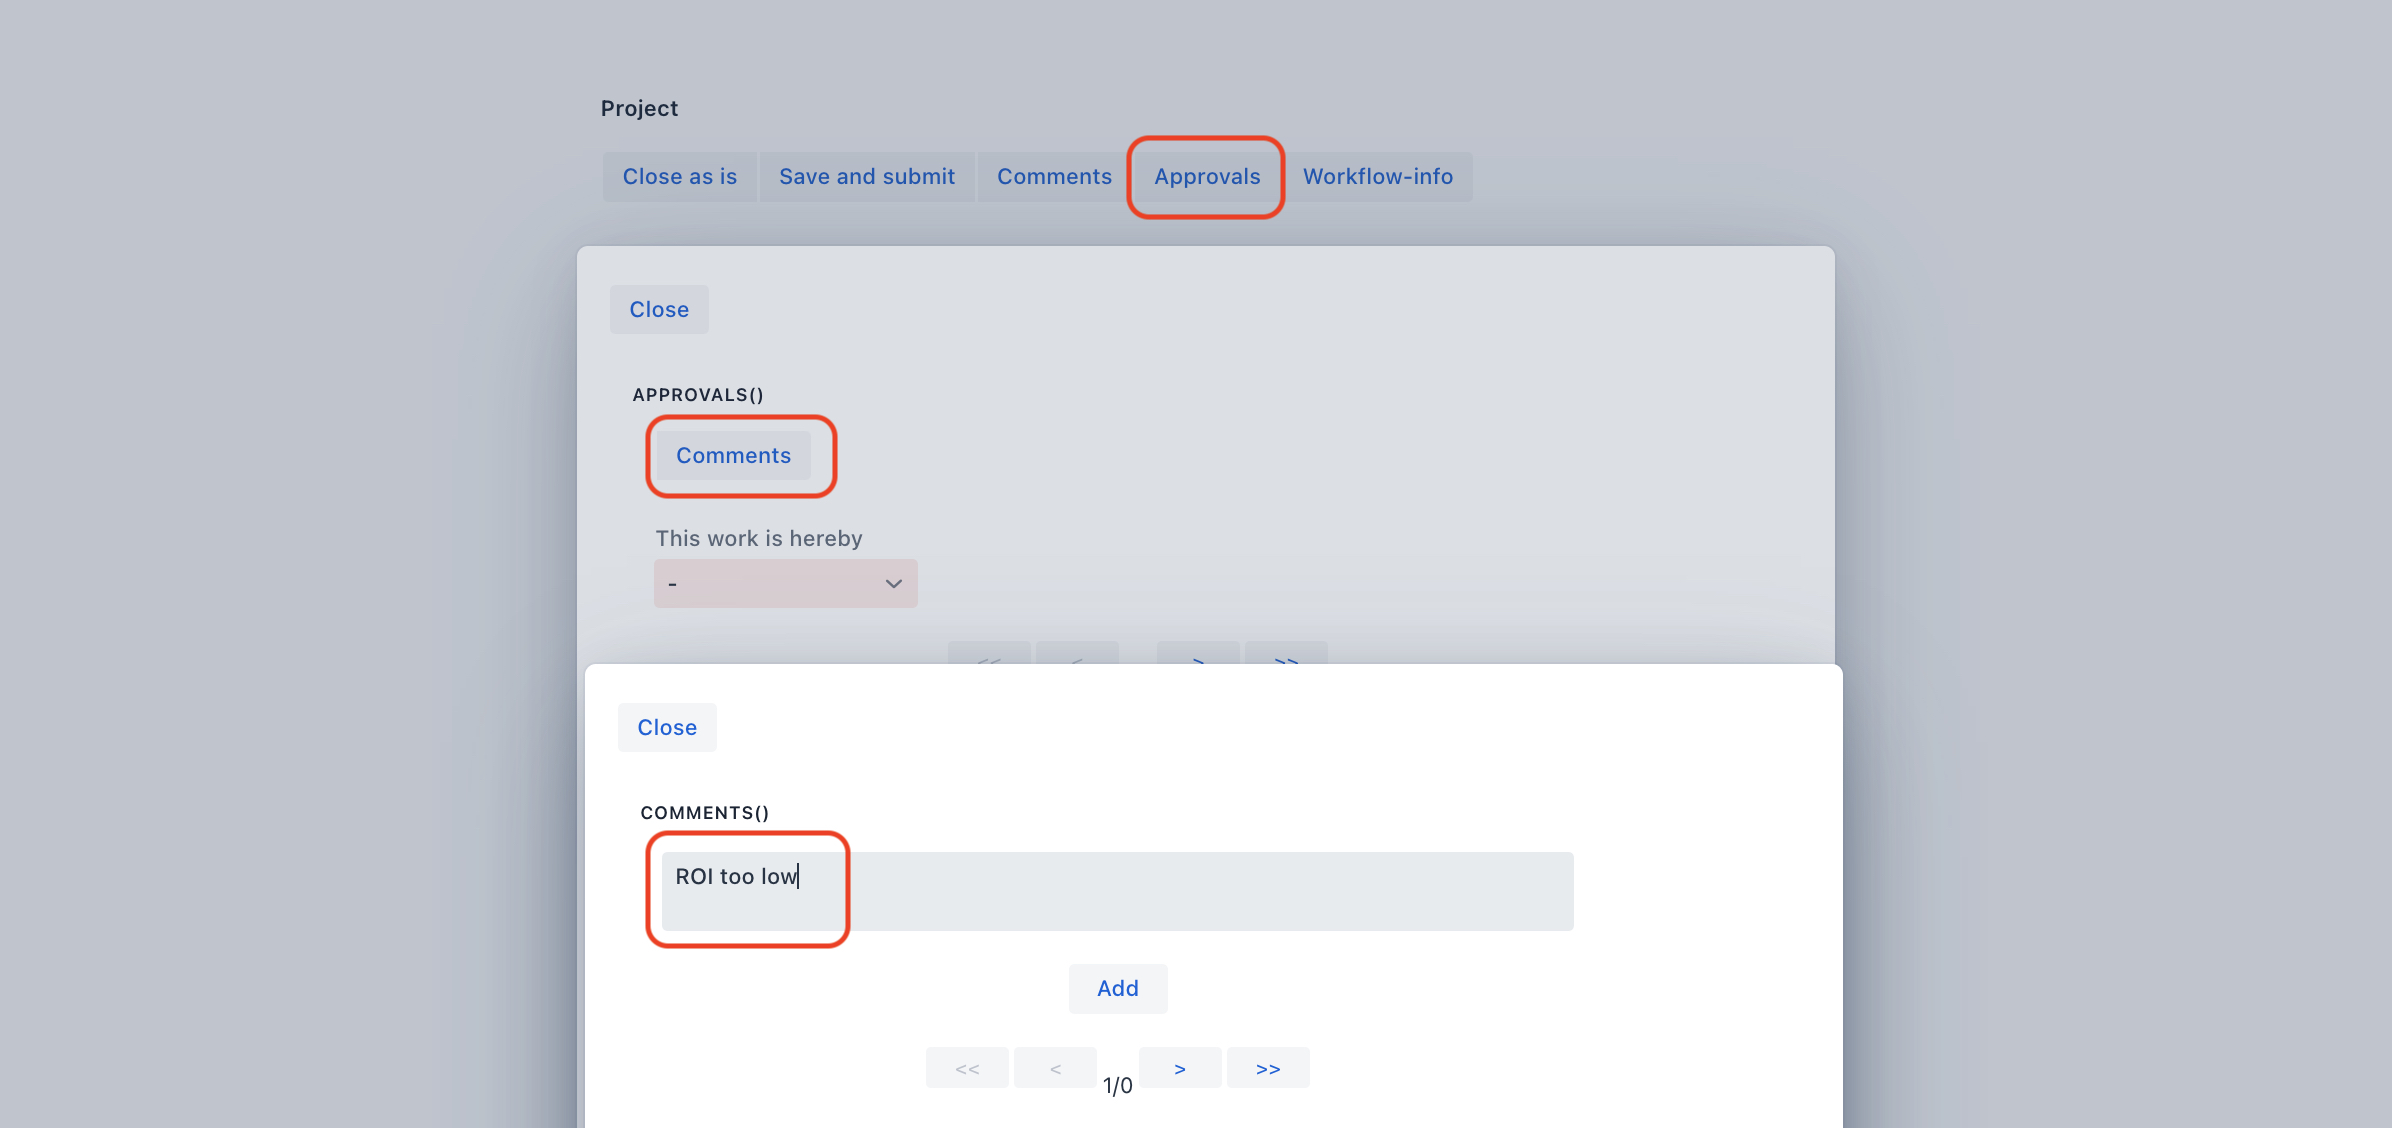 Project
Close as is Save and submit Comments Approvals Workflow-info
Close
APPROVALS()
Comments
This work is hereby
-
<< < > >>
Close
COMMENTS()
ROI too low
Add
<< < 1/0 > >>